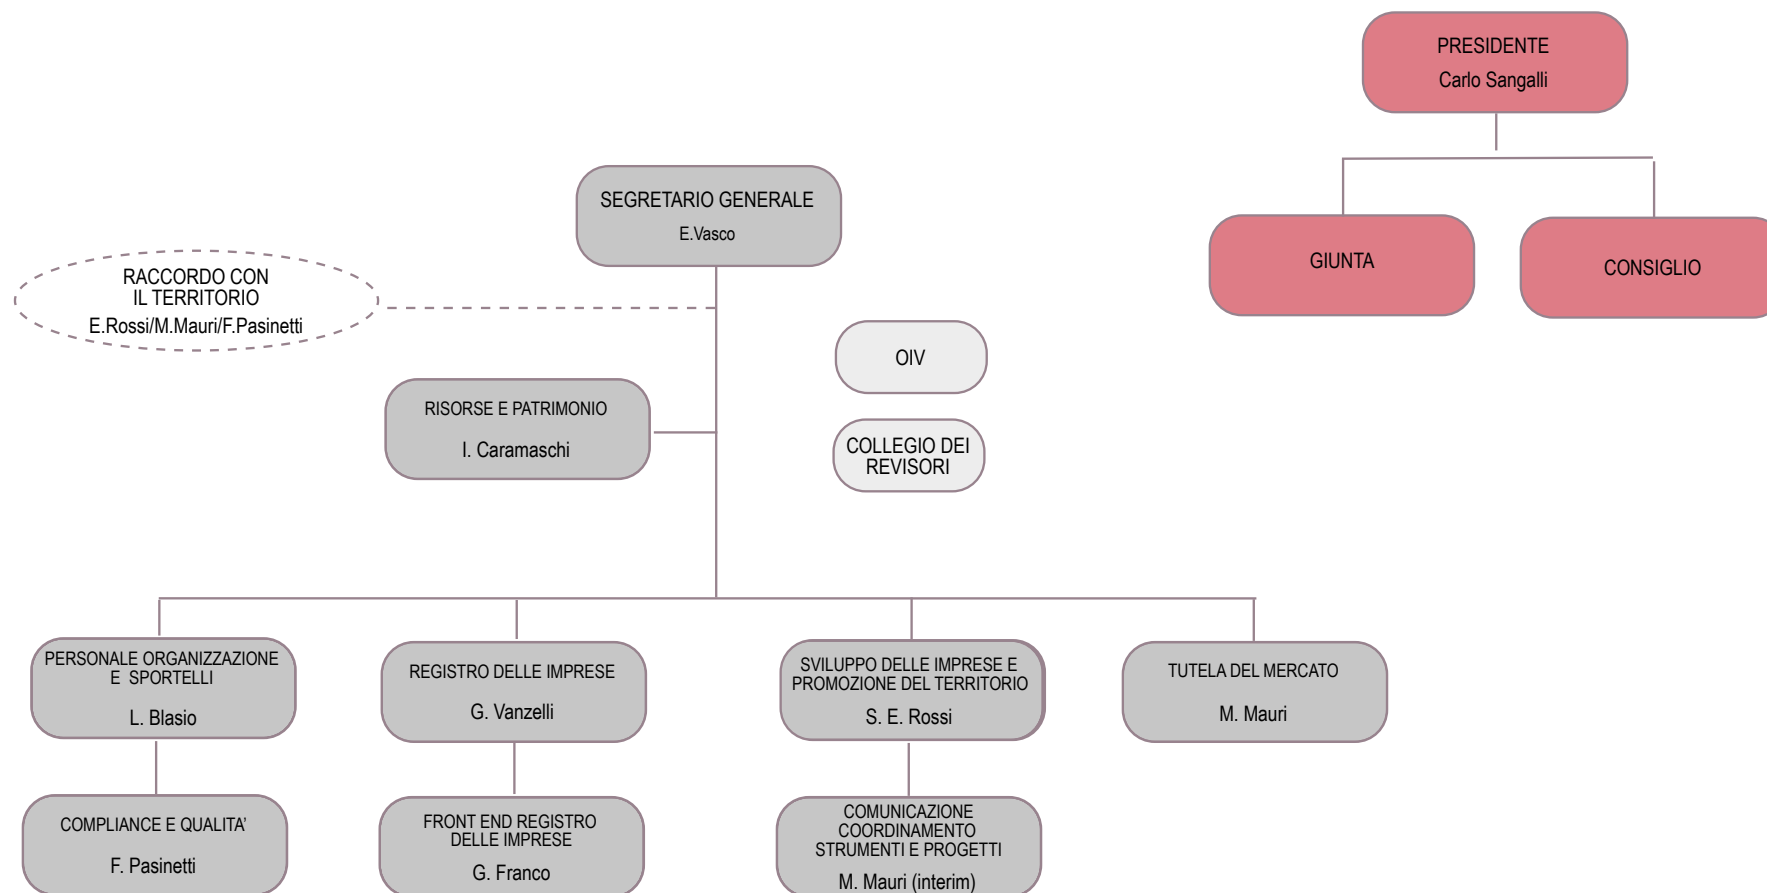 PRESIDENTE
Carlo Sangalli
GIUNTA
CONSIGLIO
SEGRETARIO GENERALE
E.Vasco
RACCORDO CON
IL TERRITORIO
E.Rossi/M.Mauri/F.Pasinetti
OIV
RISORSE E PATRIMONIO
I. Caramaschi
COLLEGIO DEI
REVISORI
PERSONALE ORGANIZZAZIONE
E SPORTELLI
L. Blasio
REGISTRO DELLE IMPRESE
G. Vanzelli
SVILUPPO DELLE IMPRESE E
PROMOZIONE DEL TERRITORIO
S. E. Rossi
TUTELA DEL MERCATO
M. Mauri
COMPLIANCE E QUALITA’
F. Pasinetti
FRONT END REGISTRO
DELLE IMPRESE
G. Franco
COMUNICAZIONE
COORDINAMENTO
STRUMENTI E PROGETTI
M. Mauri (interim)